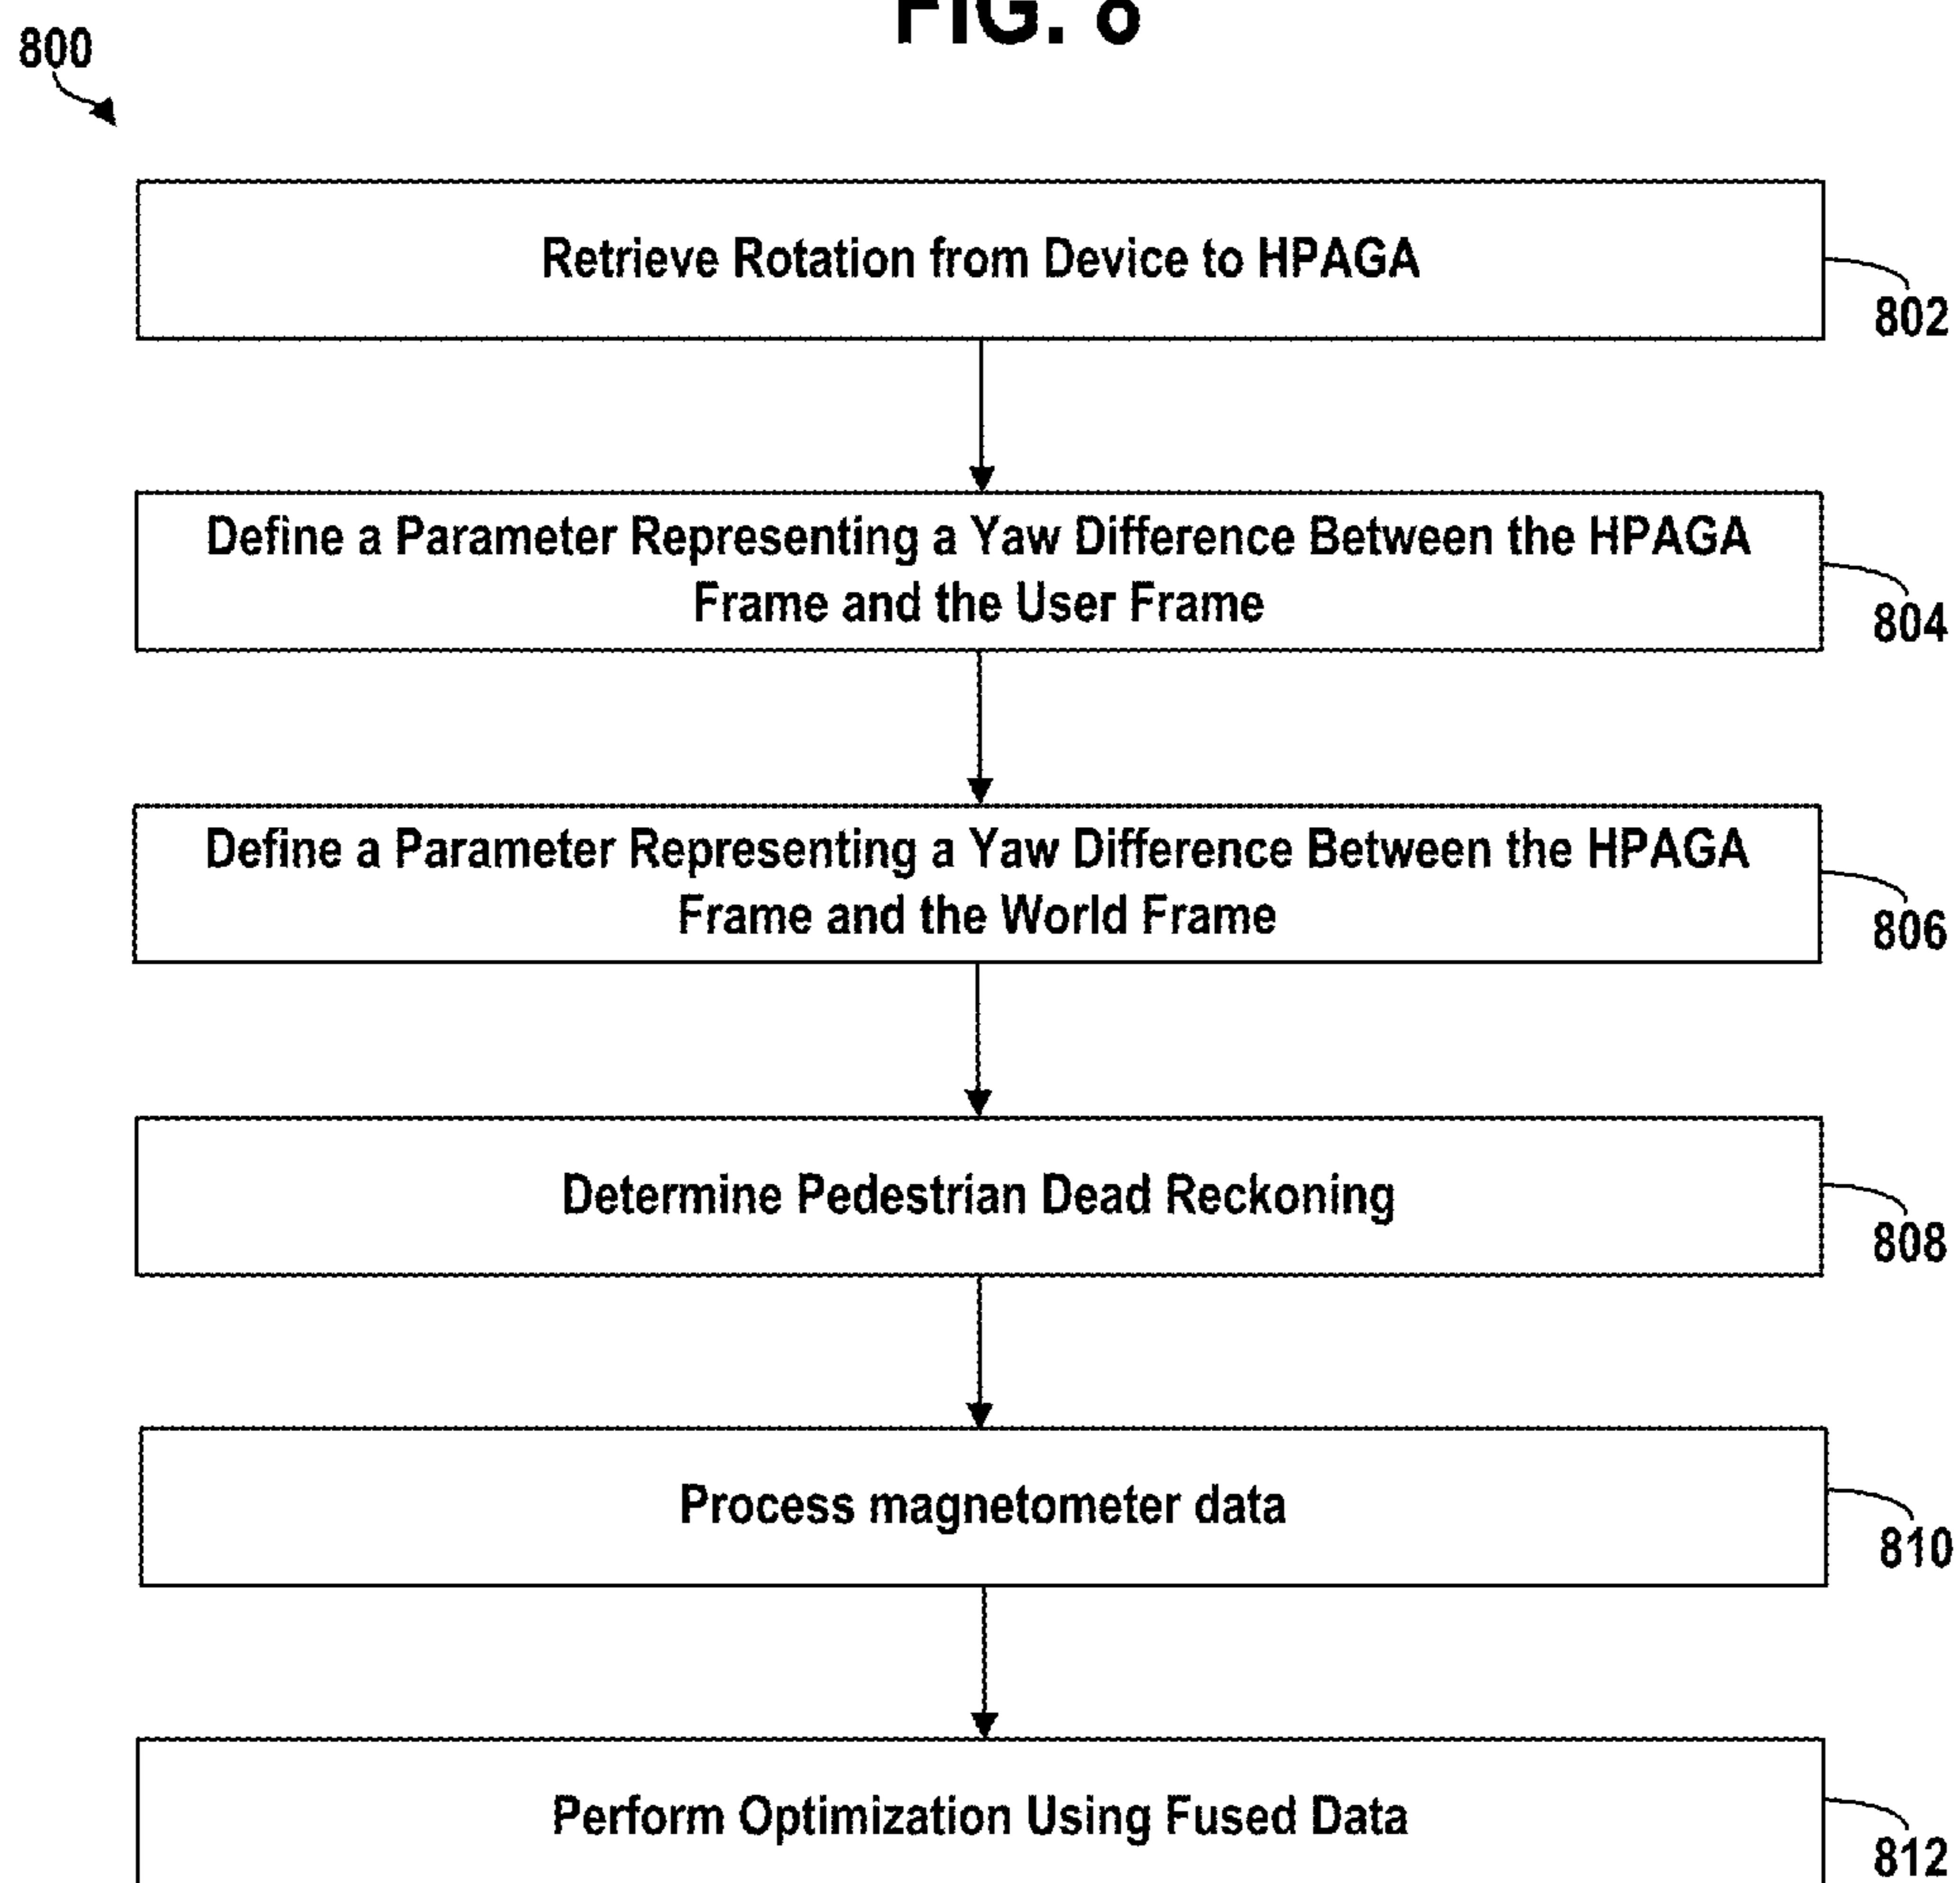 FIG. 8
800
Retrieve Rotation from Device to HPAGA
802
Define a Parameter Representing a Yaw Difference Between the HPAGA
Frame and the User Frame
804
Define a Parameter Representing a Yaw Difference Between the HPAGA
Frame and the World Frame
806
Determine Pedestrian Dead Reckoning
808
Process magnetometer data
810
Perform Optimization Using Fused Data
812